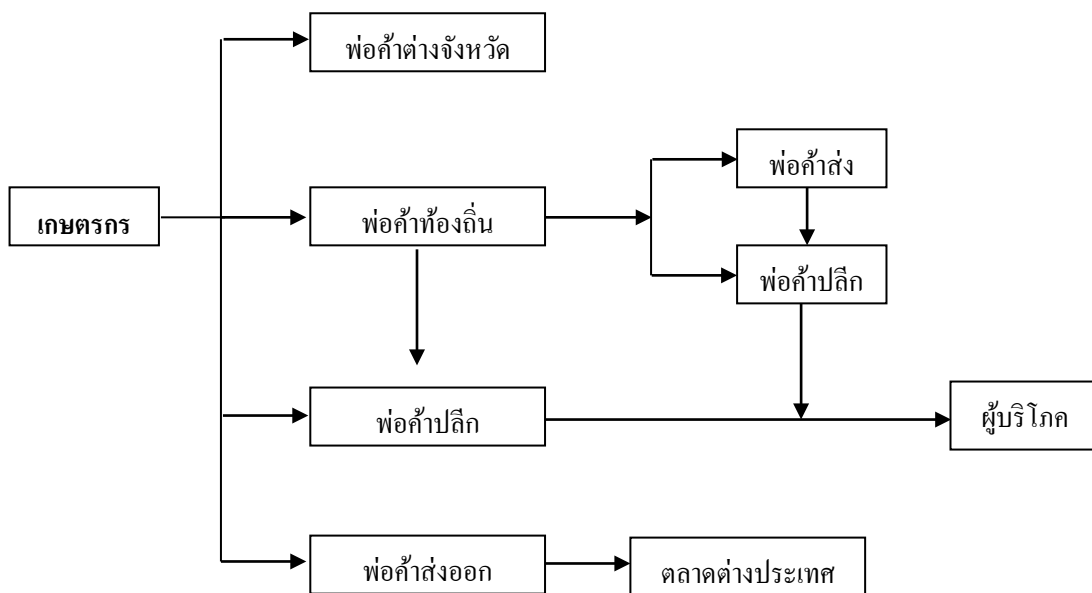 พ่อค้าต่างจังหวัด
พ่อค้าส่ง
เกษตรกร
พ่อค้าท้องถิ่น
พ่อค้าปลีก
พ่อค้าปลีก
ผู้บริโภค
พ่อค้าส่งออก
ตลาดต่างประเทศ